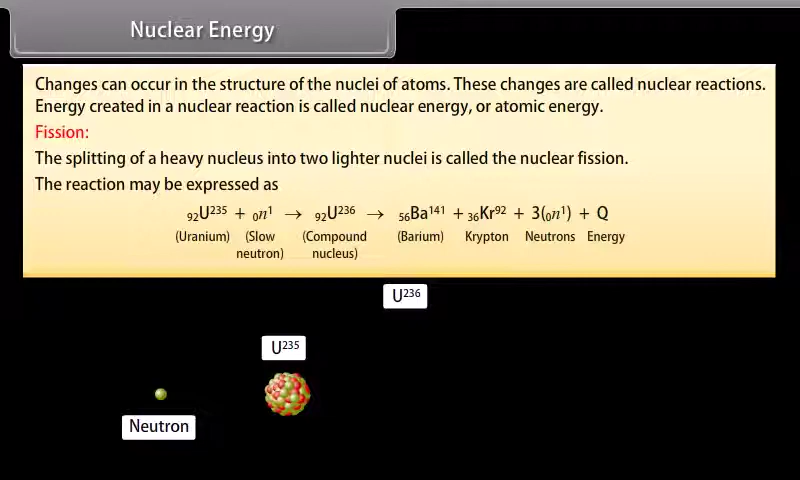 Nuclear Energy
Changes can occur in the structure of the nuclei of atoms. These changes are called nuclear reactions.
Energy created in a nuclear reaction is called nuclear energy, or atomic energy.
Fission:
The splitting of a heavy nucleus into two lighter nuclei is called the nuclear fission.
The reaction may be expressed as
₉₂U²³⁵ + ₀n¹ → ₉₂U²³⁶ → ₅₆Ba¹⁴¹ + ₃₆Kr⁹² + 3(₀n¹) + Q
(Uranium) (Slow (Compound (Barium) Krypton Neutrons Energy
neutron) nucleus)
U²³⁶
U²³⁵
Neutron